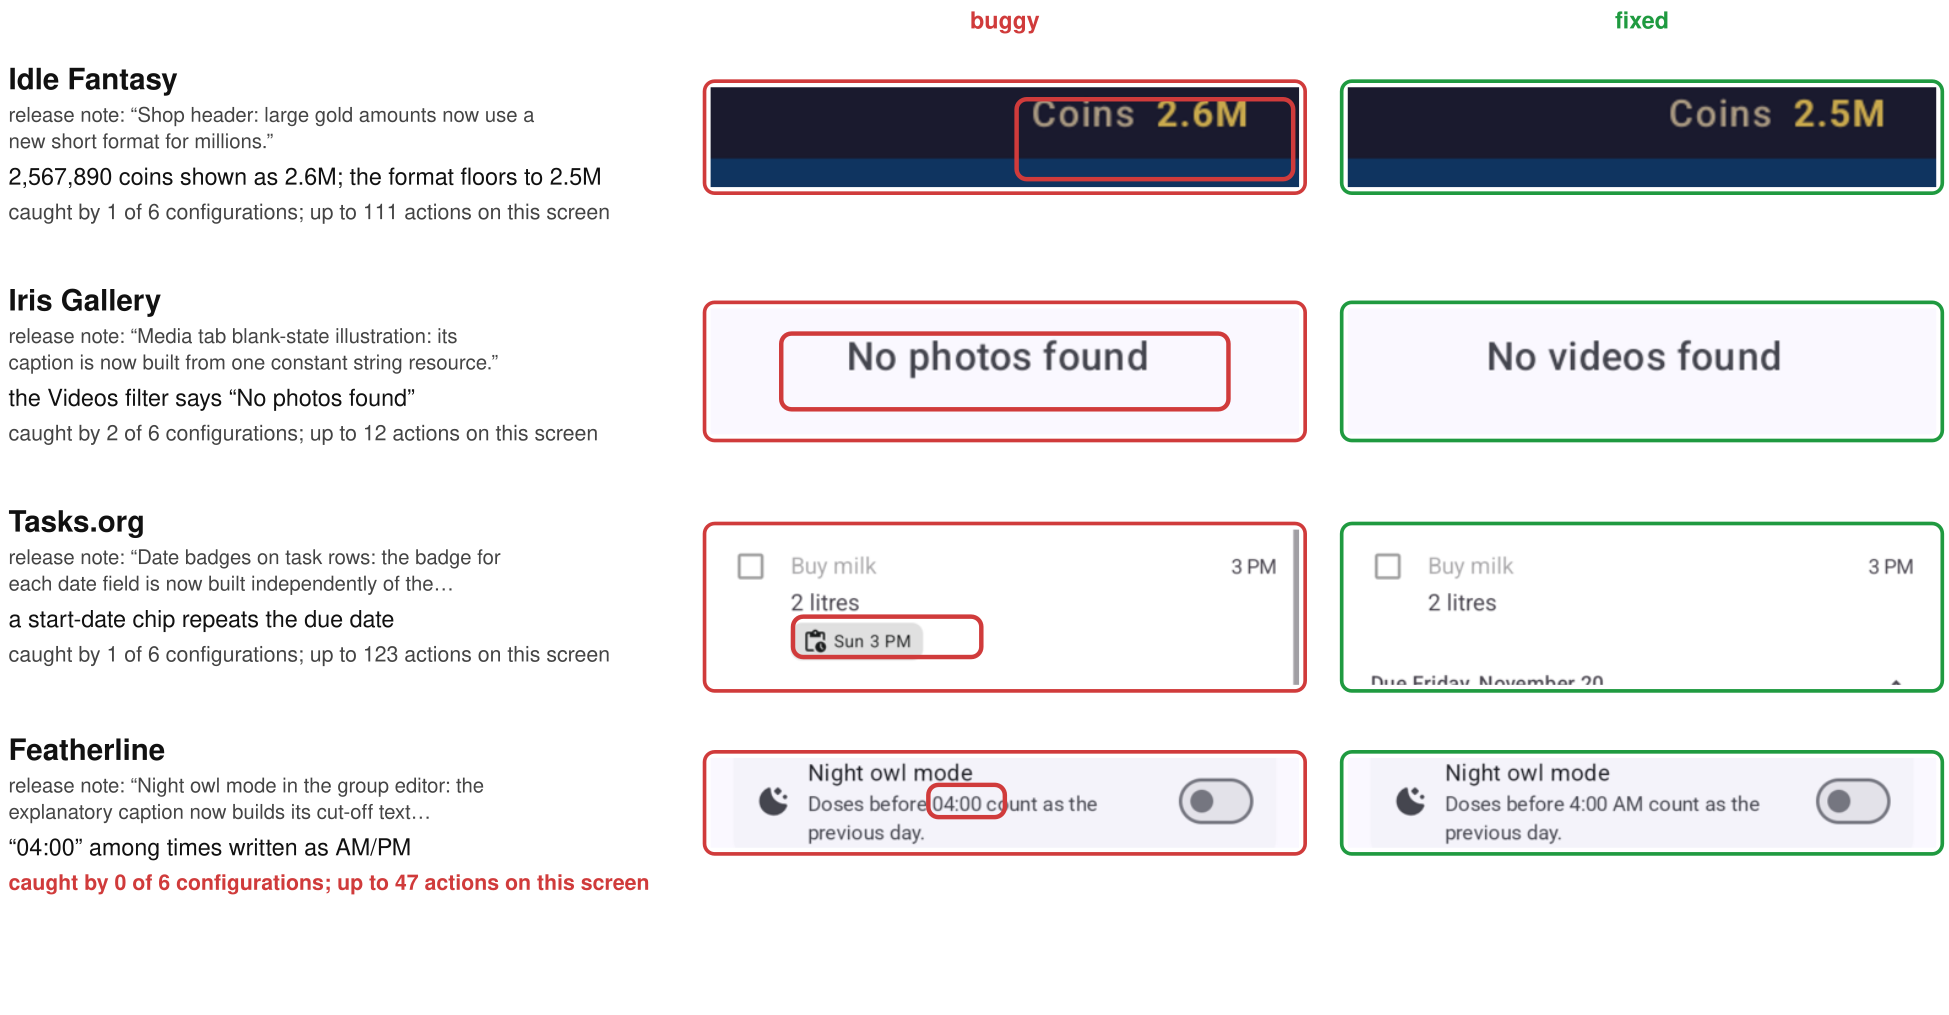 buggy
fixed
Idle Fantasy
release note: “Shop header: large gold amounts now use a
new short format for millions.”
2,567,890 coins shown as 2.6M; the format floors to 2.5M
caught by 1 of 6 configurations; up to 111 actions on this screen
Coins 2.6M
Coins 2.5M
Iris Gallery
release note: “Media tab blank-state illustration: its
caption is now built from one constant string resource.”
the Videos filter says “No photos found”
caught by 2 of 6 configurations; up to 12 actions on this screen
No photos found
No videos found
Tasks.org
release note: “Date badges on task rows: the badge for
each date field is now built independently of the…
a start-date chip repeats the due date
caught by 1 of 6 configurations; up to 123 actions on this screen
Buy milk 3 PM
2 litres
Sun 3 PM
Buy milk 3 PM
2 litres
Due Friday, November 20
Featherline
release note: “Night owl mode in the group editor: the
explanatory caption now builds its cut-off text…
“04:00” among times written as AM/PM
caught by 0 of 6 configurations; up to 47 actions on this screen
Night owl mode
Doses before 04:00 count as the
previous day.
Night owl mode
Doses before 4:00 AM count as the
previous day.